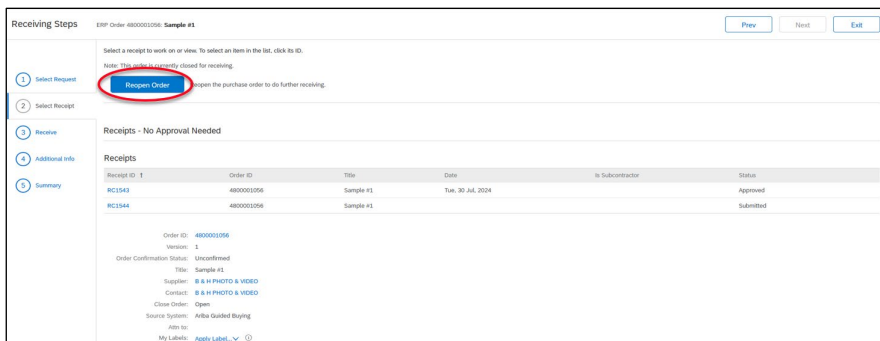 Receiving Steps
ERP Order 4800001056: Sample #1
Prev
Next
Exit
Select a receipt to work on or view. To select an item in the list, click its ID.
Note: This order is currently closed for receiving.
Reopen Order
eopen the purchase order to do further receiving.
1 Select Request
2 Select Receipt
3 Receive
4 Additional Info
5 Summary
Receipts - No Approval Needed
Receipts
Receipt ID ↑ Order ID Title Date Is Subcontractor Status
RC1543 4800001056 Sample #1 Tue, 30 Jul, 2024 Approved
RC1544 4800001056 Sample #1 Submitted
Order ID: 4800001056
Version: 1
Order Confirmation Status: Unconfirmed
Title: Sample #1
Supplier: B & H PHOTO & VIDEO
Contact: B & H PHOTO & VIDEO
Close Order: Open
Source System: Ariba Guided Buying
Attn to:
My Labels: Apply Label...